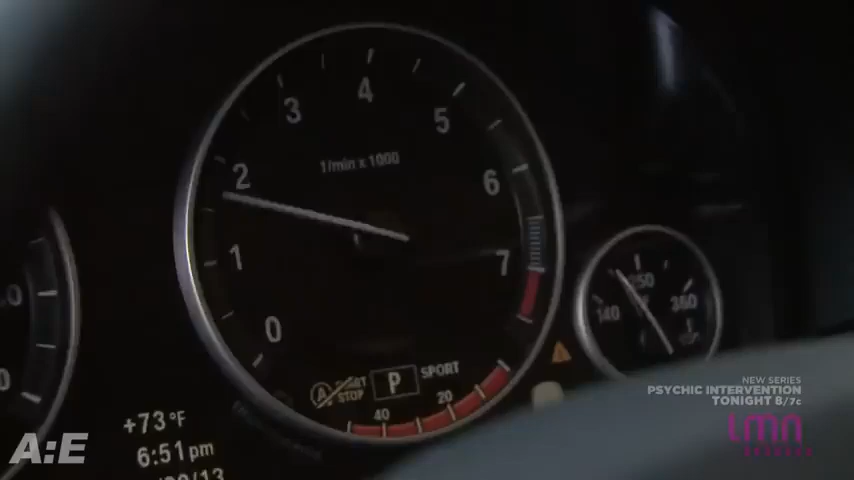 4
3
5
1/min x 1000
2
6
1
7
250
140
360
0
SPORT
STOP
P
40
20
+73°F
6:51pm
NEW SERIES
PSYCHIC INTERVENTION
TONIGHT 8/7c
lmn
A&E